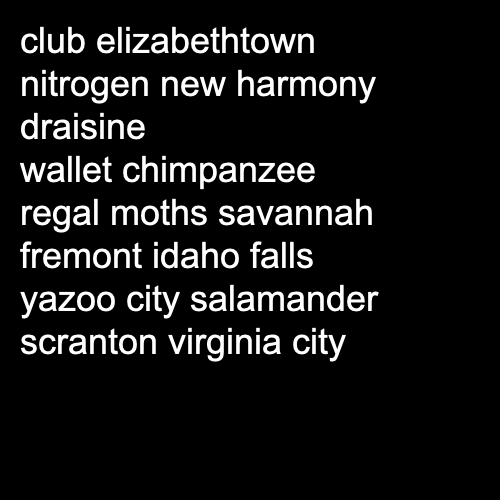 club elizabethtown
nitrogen new harmony
draisine
wallet chimpanzee
regal moths savannah
fremont idaho falls
yazoo city salamander
scranton virginia city